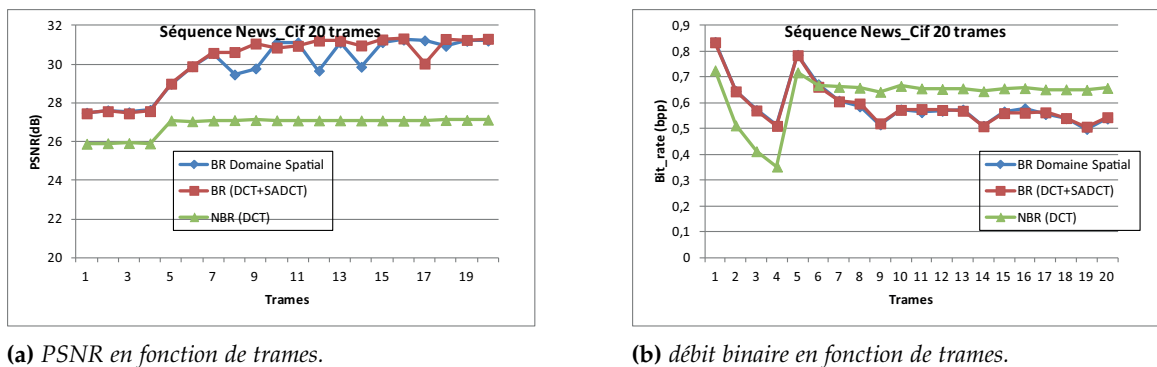 Séquence News_Cif 20 trames
PSNR(dB)
32
30
28
26
24
22
20
BR Domaine Spatial
BR (DCT+SADCT)
NBR (DCT)
1 3 5 7 9 11 13 15 17 19
Trames
(a) PSNR en fonction de trames.
Séquence News_Cif 20 trames
Bit_rate (bpp)
0,9
0,8
0,7
0,6
0,5
0,4
0,3
0,2
0,1
0
BR Domaine Spatial
BR (DCT+SADCT)
NBR (DCT)
1 2 3 4 5 6 7 8 9 10 11 12 13 14 15 16 17 18 19 20
Trames
(b) débit binaire en fonction de trames.